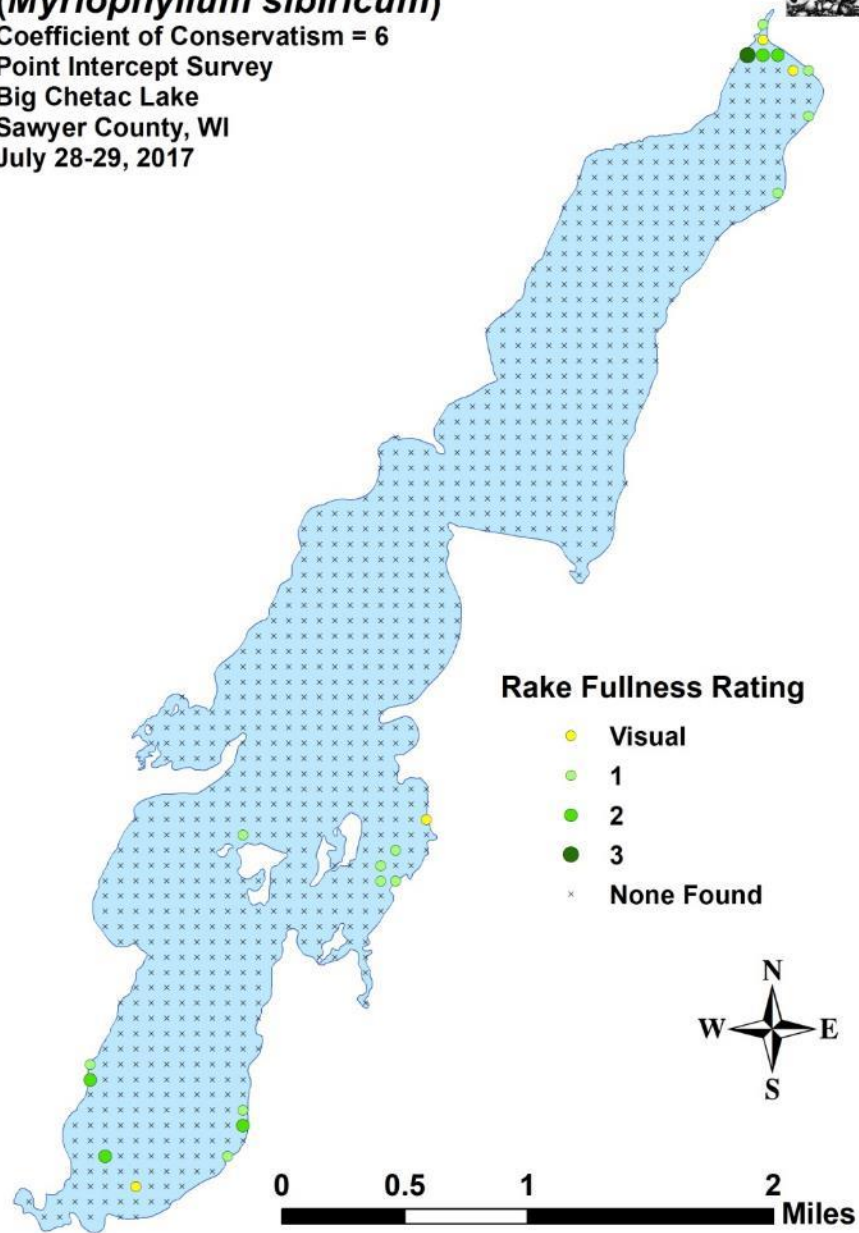 (Myriophyllum sibiricum)
Coefficient of Conservatism = 6
Point Intercept Survey
Big Chetac Lake
Sawyer County, WI
July 28-29, 2017
Rake Fullness Rating
Visual
1
2
3
None Found
N
W E
S
0 0.5 1 2
Miles